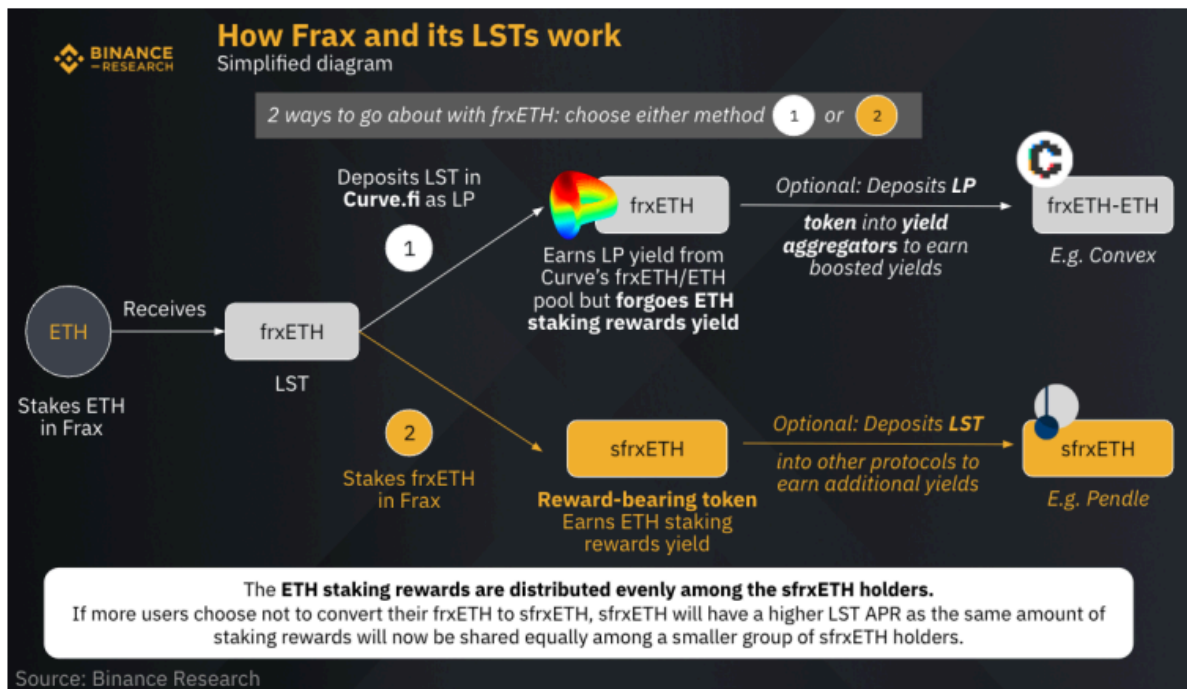 BINANCE
RESEARCH
How Frax and its LSTs work
Simplified diagram
2 ways to go about with frxETH: choose either method 1 or 2
Deposits LST in
Curve.fi as LP
1
frxETH
Earns LP yield from
Curve's frxETH/ETH
pool but forgoes ETH
staking rewards yield
Optional: Deposits LP
token into yield
aggregators to earn
boosted yields
frxETH-ETH
E.g. Convex
ETH
Stakes ETH
in Frax
Receives
frxETH
LST
2
Stakes frxETH
in Frax
sfrxETH
Reward-bearing token
Earns ETH staking
rewards yield
Optional: Deposits LST
into other protocols to
earn additional yields
sfrxETH
E.g. Pendle
The ETH staking rewards are distributed evenly among the sfrxETH holders.
If more users choose not to convert their frxETH to sfrxETH, sfrxETH will have a higher LST APR as the same amount of
staking rewards will now be shared equally among a smaller group of sfrxETH holders.
Source: Binance Research